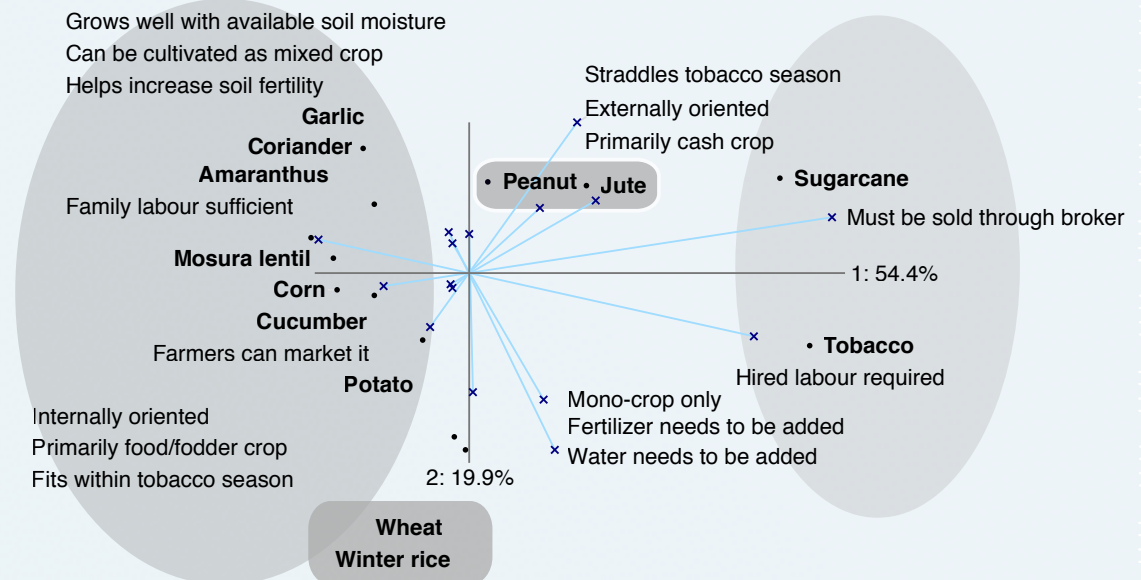 Grows well with available soil moisture
Can be cultivated as mixed crop
Helps increase soil fertility
Garlic
Coriander
Amaranthus
Family labour sufficient
Mosura lentil
Corn
Cucumber
Farmers can market it
Potato
Internally oriented
Primarily food/fodder crop
Fits within tobacco season
Straddles tobacco season
Externally oriented
Primarily cash crop
Peanut
Jute
Sugarcane
Must be sold through broker
1: 54.4%
Tobacco
Hired labour required
Mono-crop only
Fertilizer needs to be added
Water needs to be added
2: 19.9%
Wheat
Winter rice